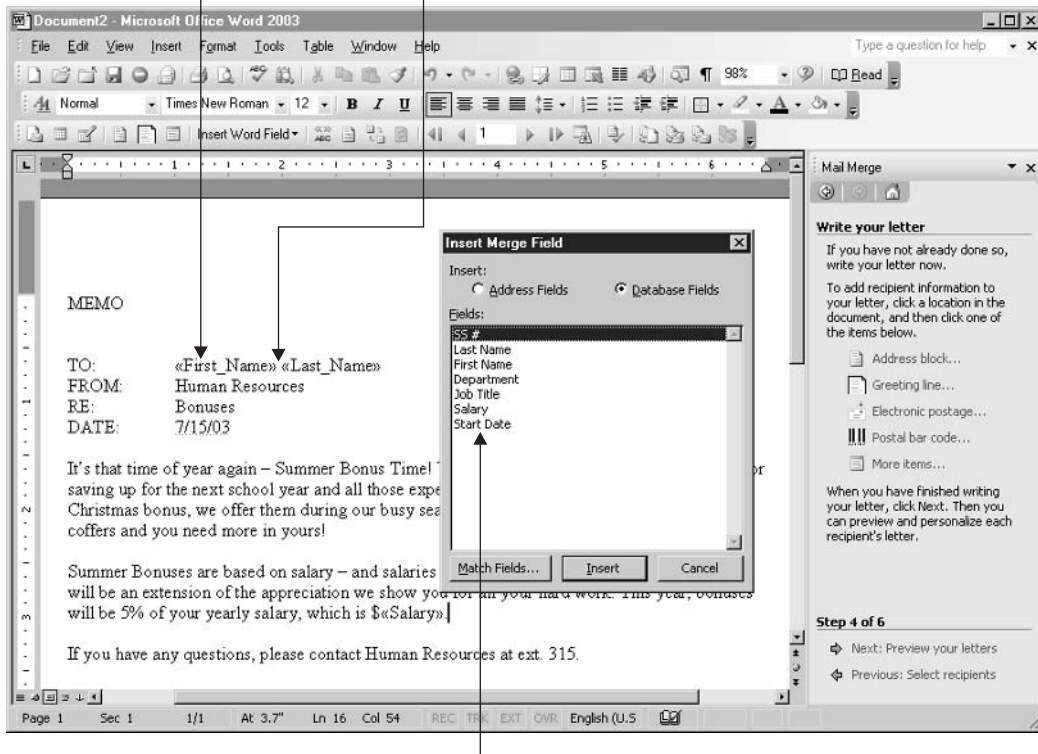 Document2 - Microsoft Office Word 2003
File Edit View Insert Format Tools Table Window Help
Type a question for help
98%
Read
Normal Times New Roman 12 B I U
Insert Word Field 1
L 1 2 3 4 5 6
Mail Merge
MEMO
TO: «First_Name» «Last_Name»
FROM: Human Resources
RE: Bonuses
DATE: 7/15/03
It's that time of year again – Summer Bonus Time!
saving up for the next school year and all those expe
Christmas bonus, we offer them during our busy sea
coffers and you need more in yours!
Summer Bonuses are based on salary – and salaries
will be an extension of the appreciation we show you for all your hard work. This year, bonuses
will be 5% of your yearly salary, which is $«Salary».
If you have any questions, please contact Human Resources at ext. 315.
Insert Merge Field
Insert:
Address Fields Database Fields
Fields:
SS #
Last Name
First Name
Department
Job Title
Salary
Start Date
Match Fields... Insert Cancel
Write your letter
If you have not already done so,
write your letter now.
To add recipient information to
your letter, click a location in the
document, and then click one of
the items below.
Address block...
Greeting line...
Electronic postage...
Postal bar code...
More items...
When you have finished writing
your letter, click Next. Then you
can preview and personalize each
recipient's letter.
Step 4 of 6
Next: Preview your letters
Previous: Select recipients
Page 1 Sec 1 1/1 At 3.7" Ln 16 Col 54 REC TRK EXT OVR English (U.S